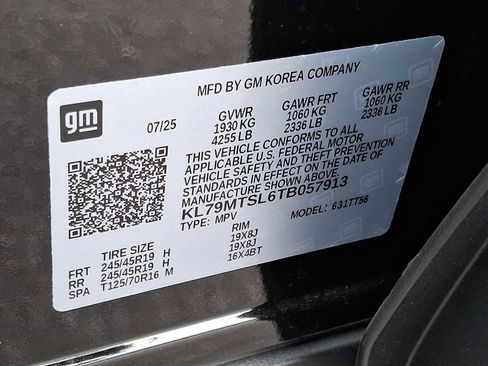 gm
MFD BY GM KOREA COMPANY
07/25 GVWR GAWR FRT GAWR RR
1930 KG 1060 KG 1060 KG
4255 LB 2336 LB 2336 LB
THIS VEHICLE CONFORMS TO ALL
APPLICABLE U.S. FEDERAL MOTOR
VEHICLE SAFETY AND THEFT PREVENTION
STANDARDS IN EFFECT ON THE DATE OF
MANUFACTURE SHOWN ABOVE.
KL79MTSL6TB057913
TYPE: MPV MODEL: 631TT56
TIRE SIZE RIM
FRT 245/45R19 H 19X8J
RR 245/45R19 H 19X8J
SPA T125/70R16 M 16X4BT